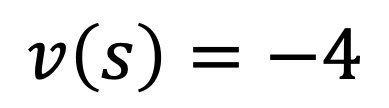 v(s) = −4